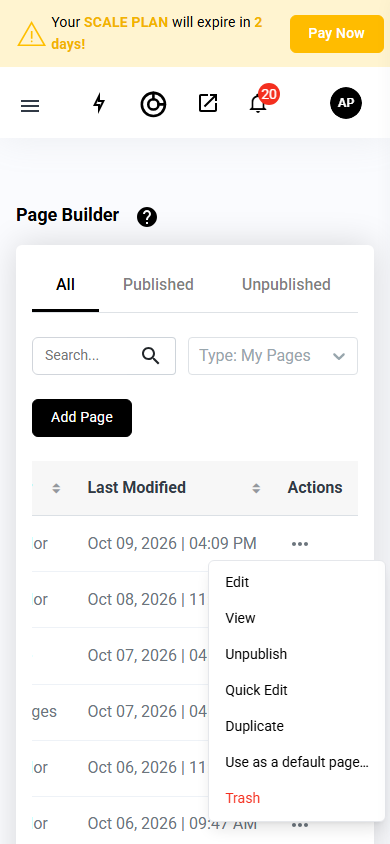 Your SCALE PLAN will expire in 2
days!
Pay Now
20
AP
Page Builder
All Published Unpublished
Search... Type: My Pages
Add Page
Last Modified Actions
or Oct 09, 2026 | 04:09 PM
or Oct 08, 2026 | 11
Oct 07, 2026 | 04
ges Oct 07, 2026 | 04
or Oct 06, 2026 | 11
or Oct 06, 2026 | 09:47 AM
Edit
View
Unpublish
Quick Edit
Duplicate
Use as a default page...
Trash